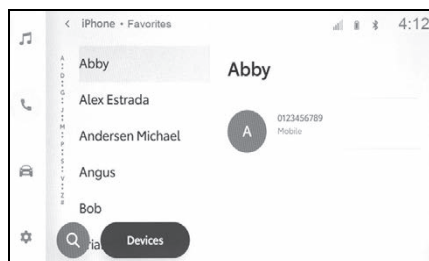 iPhone • Favorites
4:12
Abby
Alex Estrada
Andersen Michael
Angus
Bob
Devices
Abby
A
0123456789
Mobile